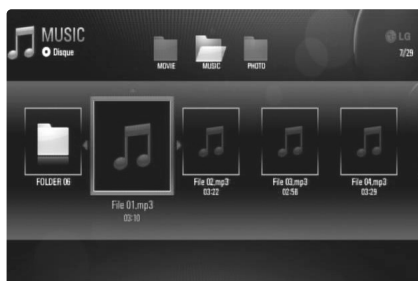 MUSIC
Disque
LG
7/29
MOVIE
MUSIC
PHOTO
FOLDER 06
File 01.mp3
03:10
File 02.mp3
03:22
File 03.mp3
02:58
File 04.mp3
03:29